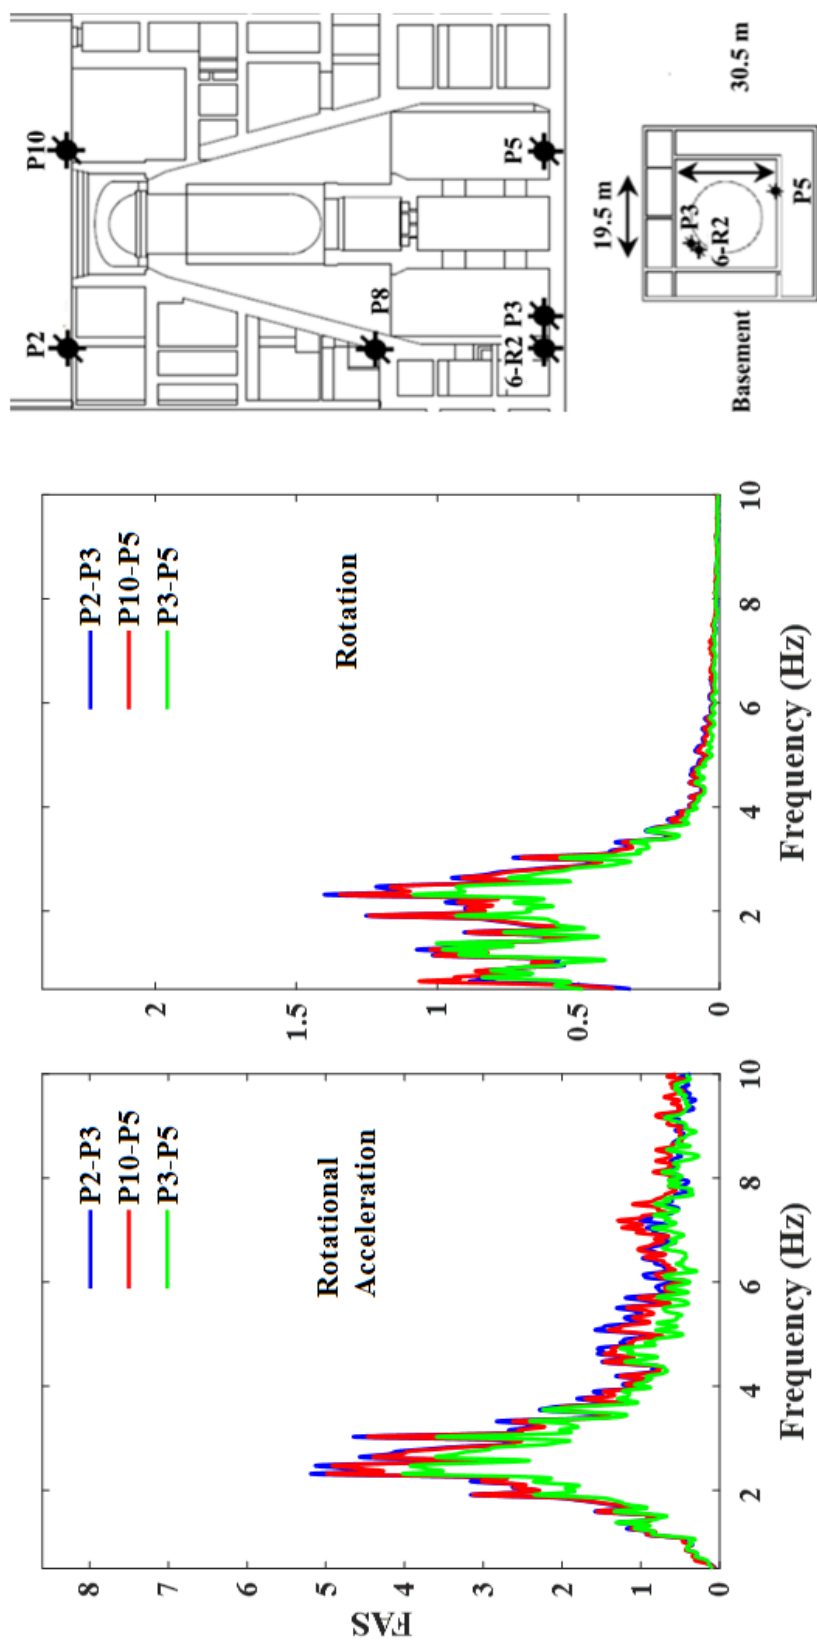 FAS
8
7
6
5
4
3
2
1
0
2
4
6
8
10
Frequency (Hz)
P2-P3
P10-P5
P3-P5
Rotational
Acceleration
2
1.5
1
0.5
0
2
4
6
8
10
Frequency (Hz)
P2-P3
P10-P5
P3-P5
Rotation
P2
P10
P8
6-R2
P3
P5
Basement
19.5 m
30.5 m
P3
6-R2
P5